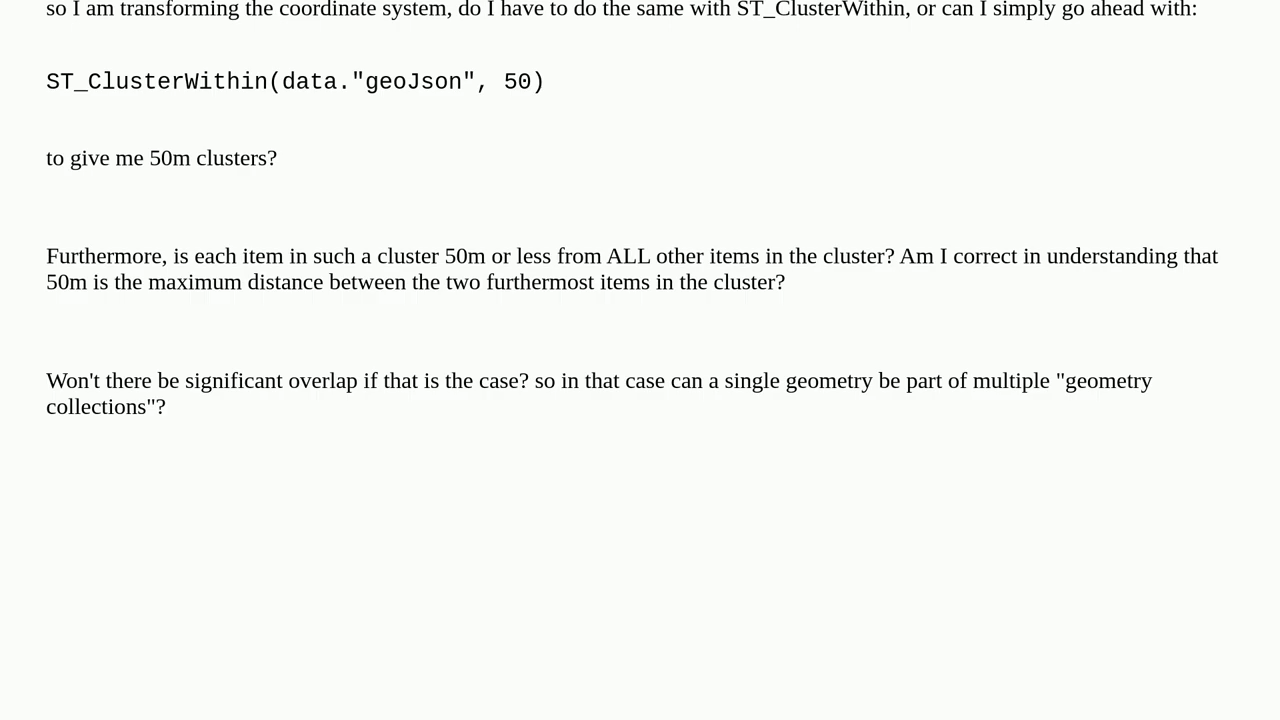 so I am transforming the coordinate system, do I have to do the same with ST_ClusterWithin, or can I simply go ahead with:
ST_ClusterWithin(data."geoJson", 50)
to give me 50m clusters?
Furthermore, is each item in such a cluster 50m or less from ALL other items in the cluster? Am I correct in understanding that
50m is the maximum distance between the two furthermost items in the cluster?
Won't there be significant overlap if that is the case? so in that case can a single geometry be part of multiple "geometry
collections"?